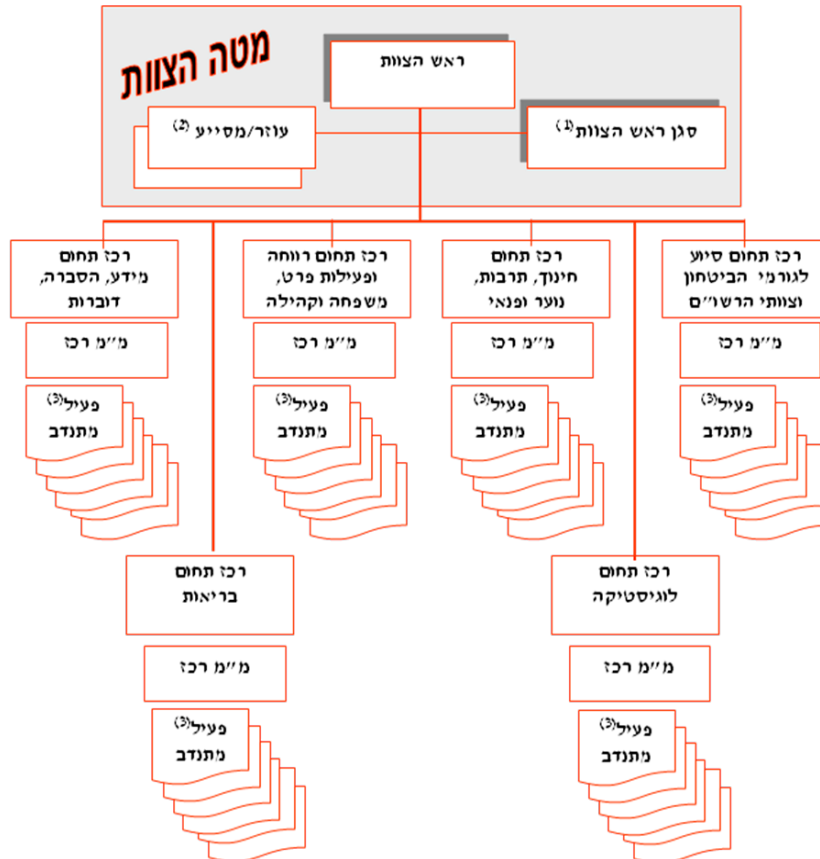 מטה הצוות
ראש הצוות
סגן ראש הצוות (1)
עוזר/מסייע (2)
רכז תחום סיוע
לגורמי הביטחון
וצוותי הרשו״ם
מ״מ רכז
פעיל(3)
מתנדב
רכז תחום
חינוך, תרבות,
נוער ופנאי
מ״מ רכז
פעיל(3)
מתנדב
רכז תחום רווחה
ופעילות פרט,
משפחה וקהילה
מ״מ רכז
פעיל(3)
מתנדב
רכז תחום
מידע, הסברה,
דוברות
מ״מ רכז
פעיל(3)
מתנדב
רכז תחום
לוגיסטיקה
מ״מ רכז
פעיל(3)
מתנדב
רכז תחום
בריאות
מ״מ רכז
פעיל(3)
מתנדב